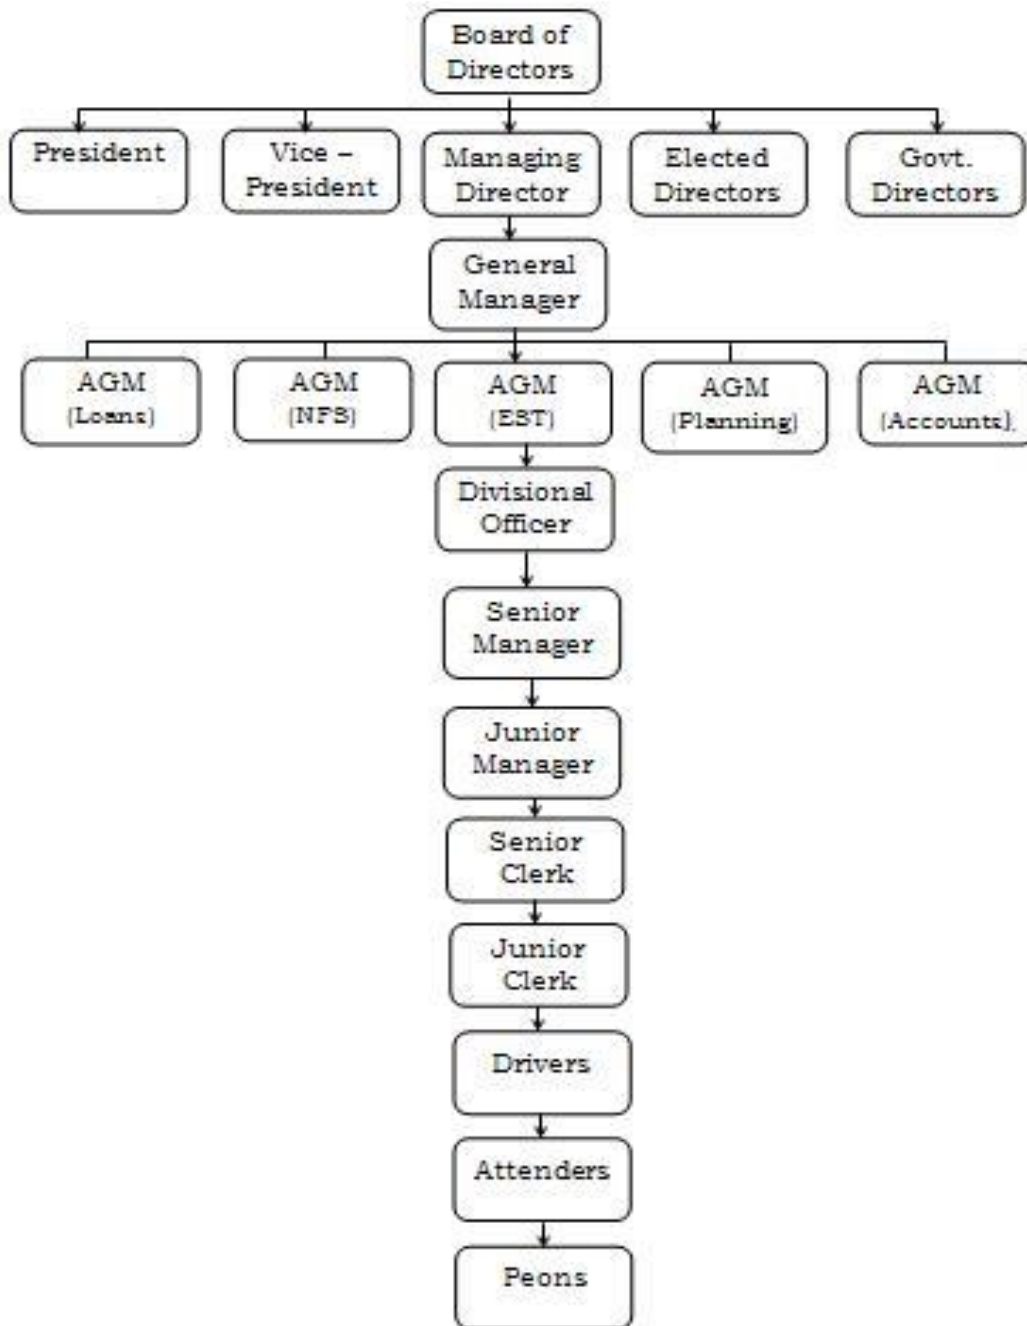 Board of
Directors
President
Vice –
President
Managing
Director
Elected
Directors
Govt.
Directors
General
Manager
AGM
(Loans)
AGM
(NFS)
AGM
(EST)
AGM
(Planning)
AGM
(Accounts).
Divisional
Officer
Senior
Manager
Junior
Manager
Senior
Clerk
Junior
Clerk
Drivers
Attenders
Peons